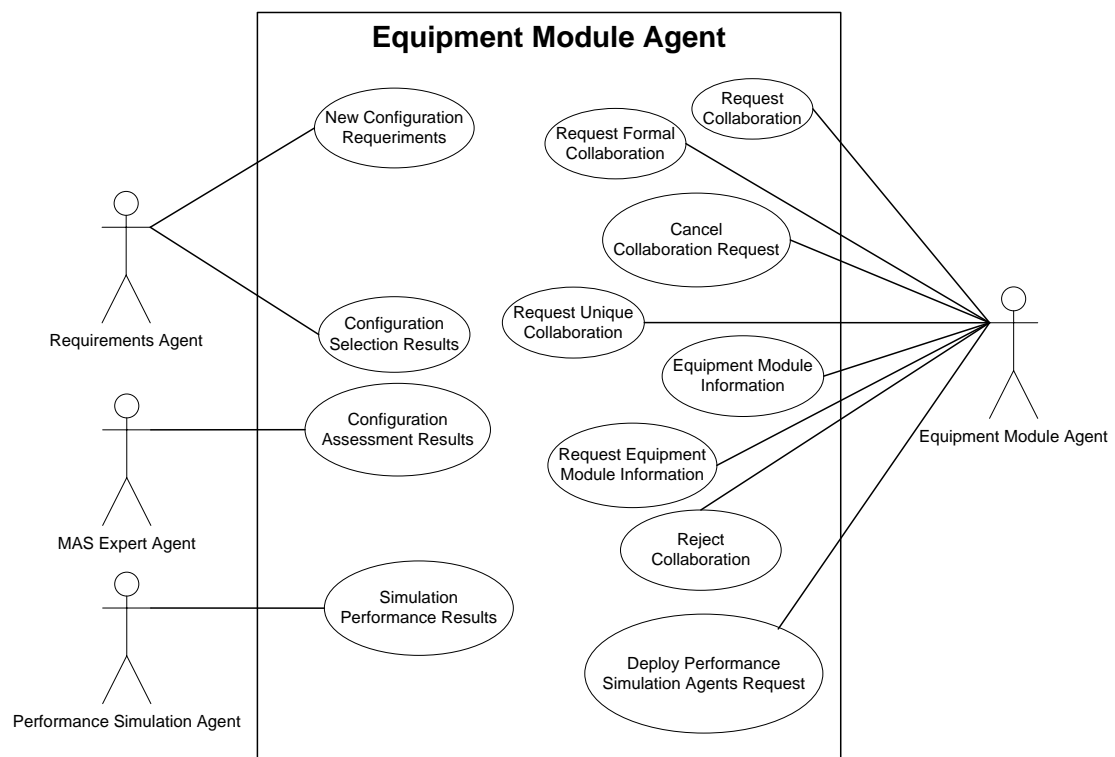 Equipment Module Agent
New Configuration
Requeriments
Request
Collaboration
Request Formal
Collaboration
Cancel
Collaboration Request
Requirements Agent
Configuration
Selection Results
Request Unique
Collaboration
Equipment Module
Information
Equipment Module Agent
Configuration
Assessment Results
Request Equipment
Module Information
MAS Expert Agent
Reject
Collaboration
Simulation
Performance Results
Deploy Performance
Simulation Agents Request
Performance Simulation Agent